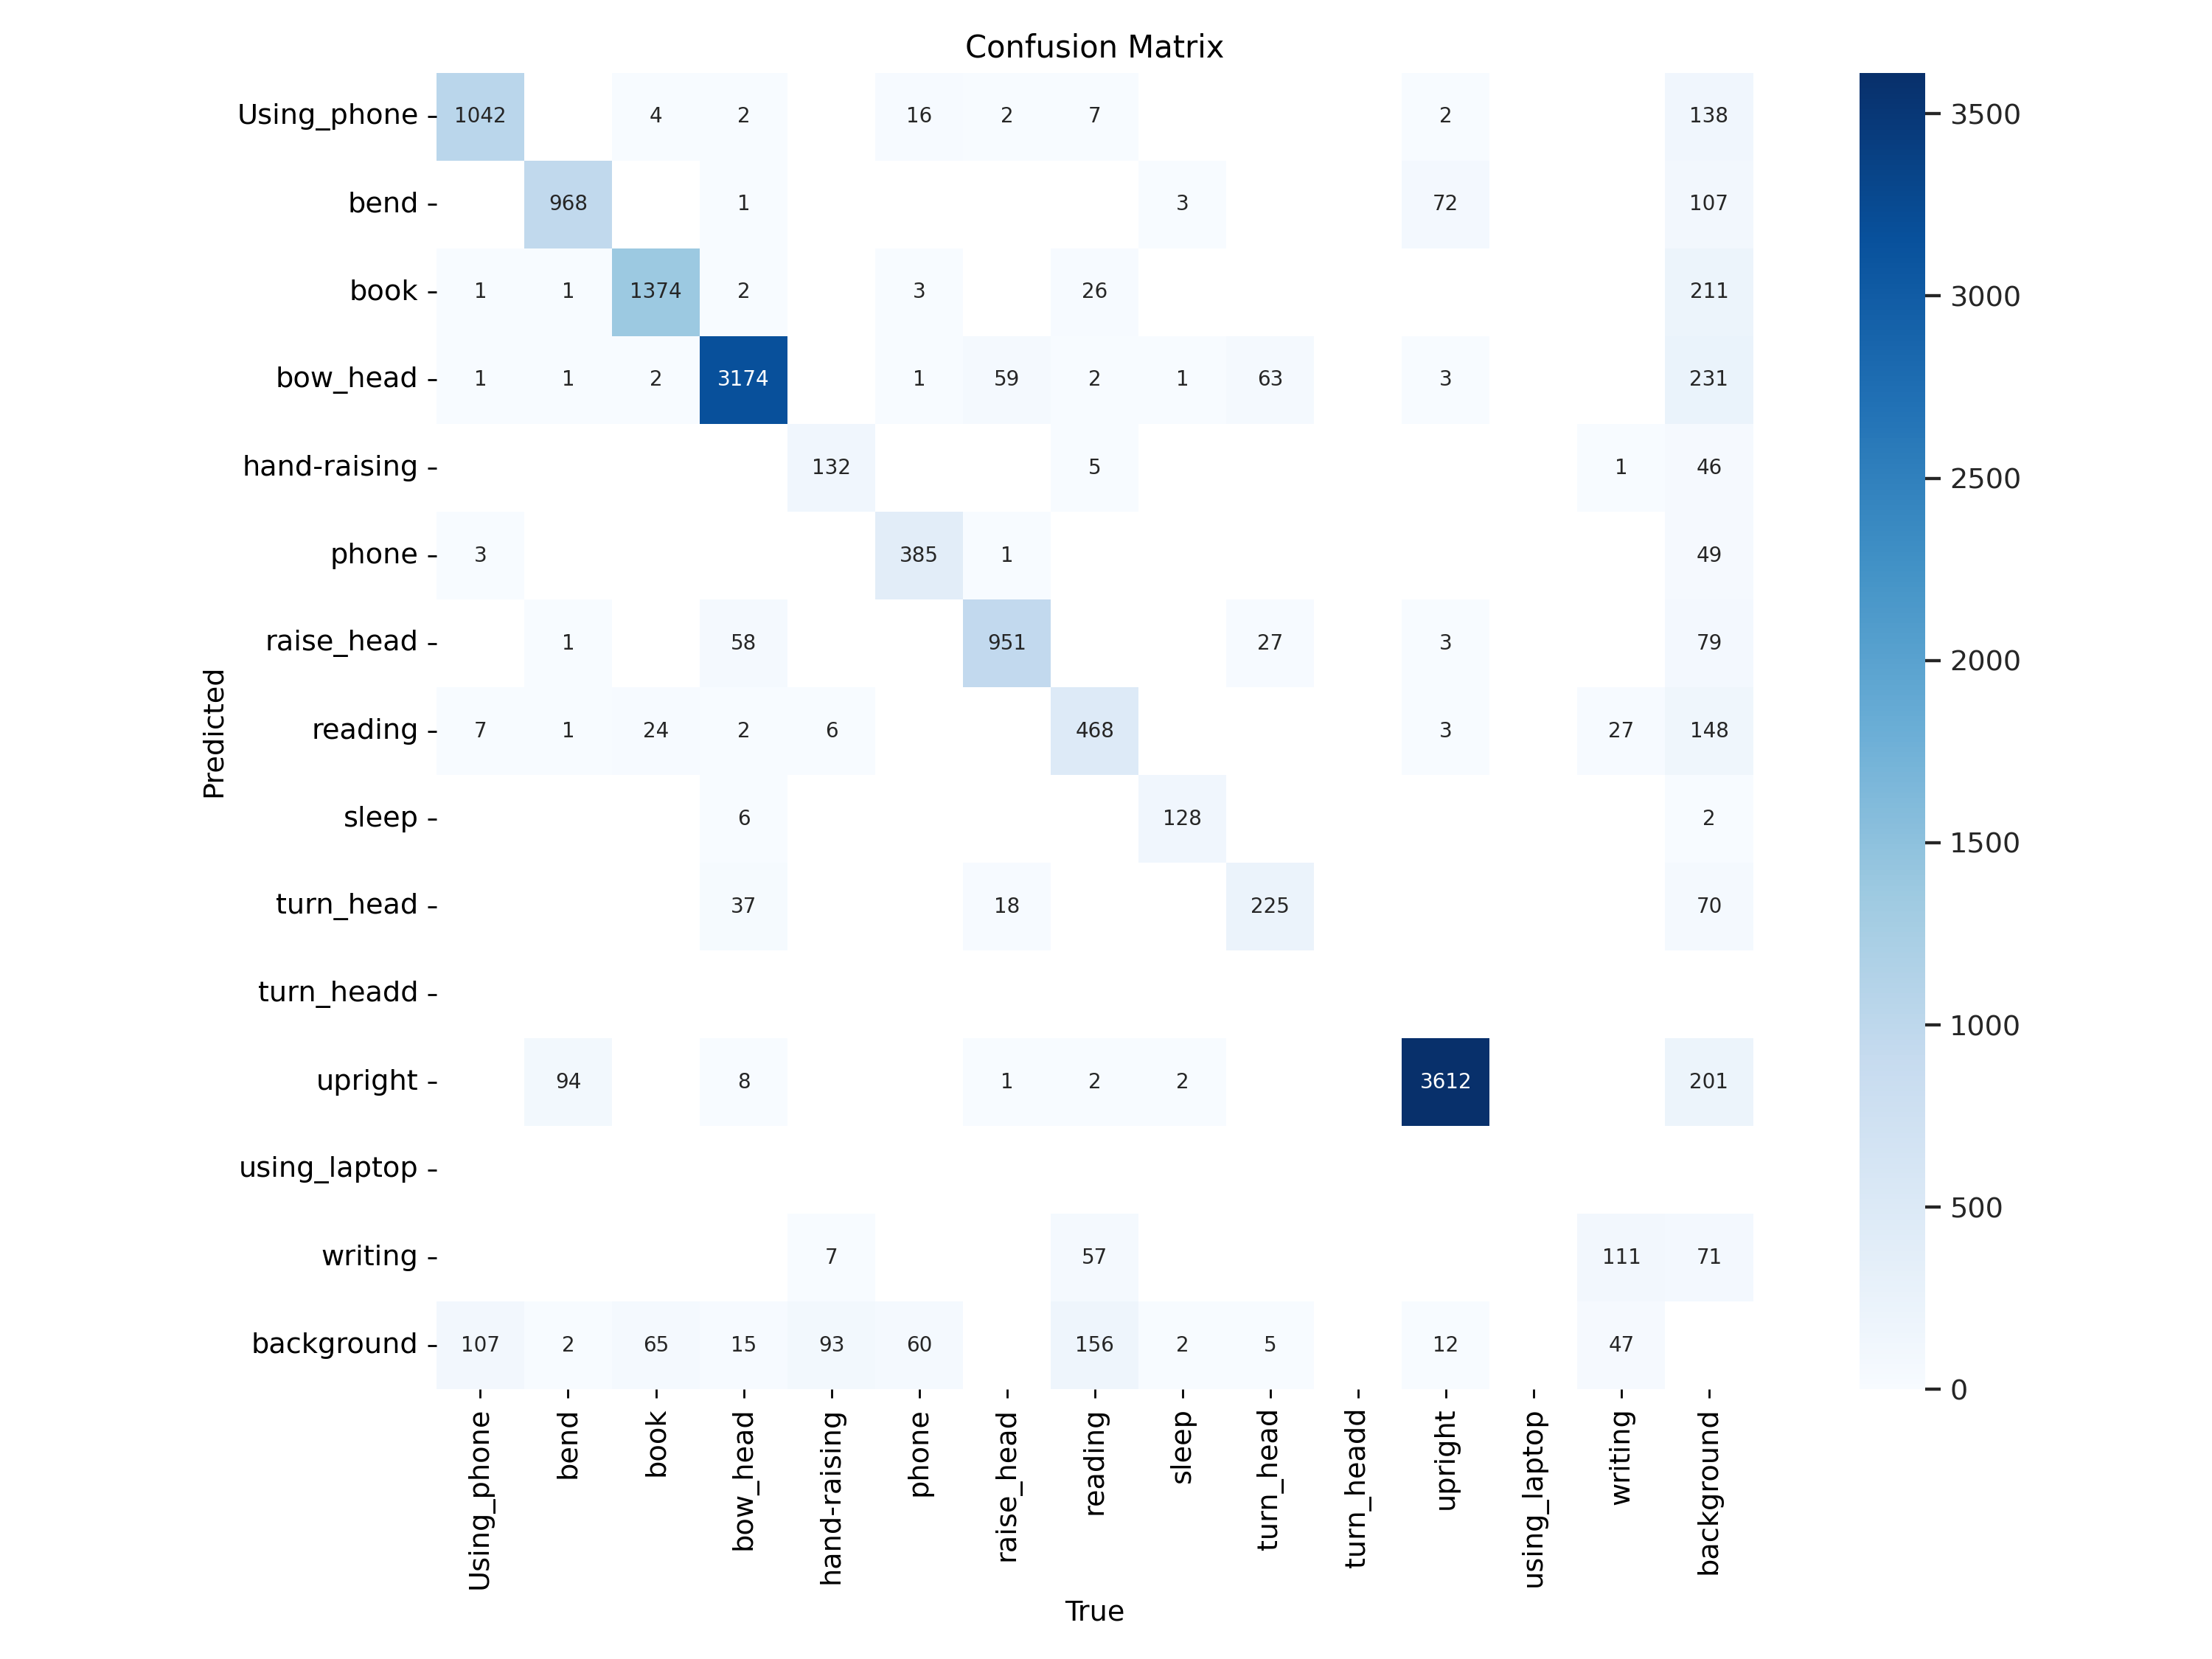 Confusion Matrix
Using_phone 1042 4 2 16 2 7 2 138 3500
bend 968 1 3 72 107
book 1 1 1374 2 3 26 211 3000
bow_head 1 1 2 3174 1 59 2 1 63 3 231
hand-raising 132 5 1 46 2500
phone 3 385 1 49
raise_head 1 58 951 27 3 79 2000
Predicted
reading 7 1 24 2 6 468 3 27 148
sleep 6 128 2 1500
turn_head 37 18 225 70
turn_headd 1000
upright 94 8 1 2 2 3612 201
using_laptop 500
writing 7 57 111 71
background 107 2 65 15 93 60 156 2 5 12 47 0
Using_phone bend book bow_head hand-raising phone raise_head reading sleep turn_head turn_headd upright using_laptop writing background
True